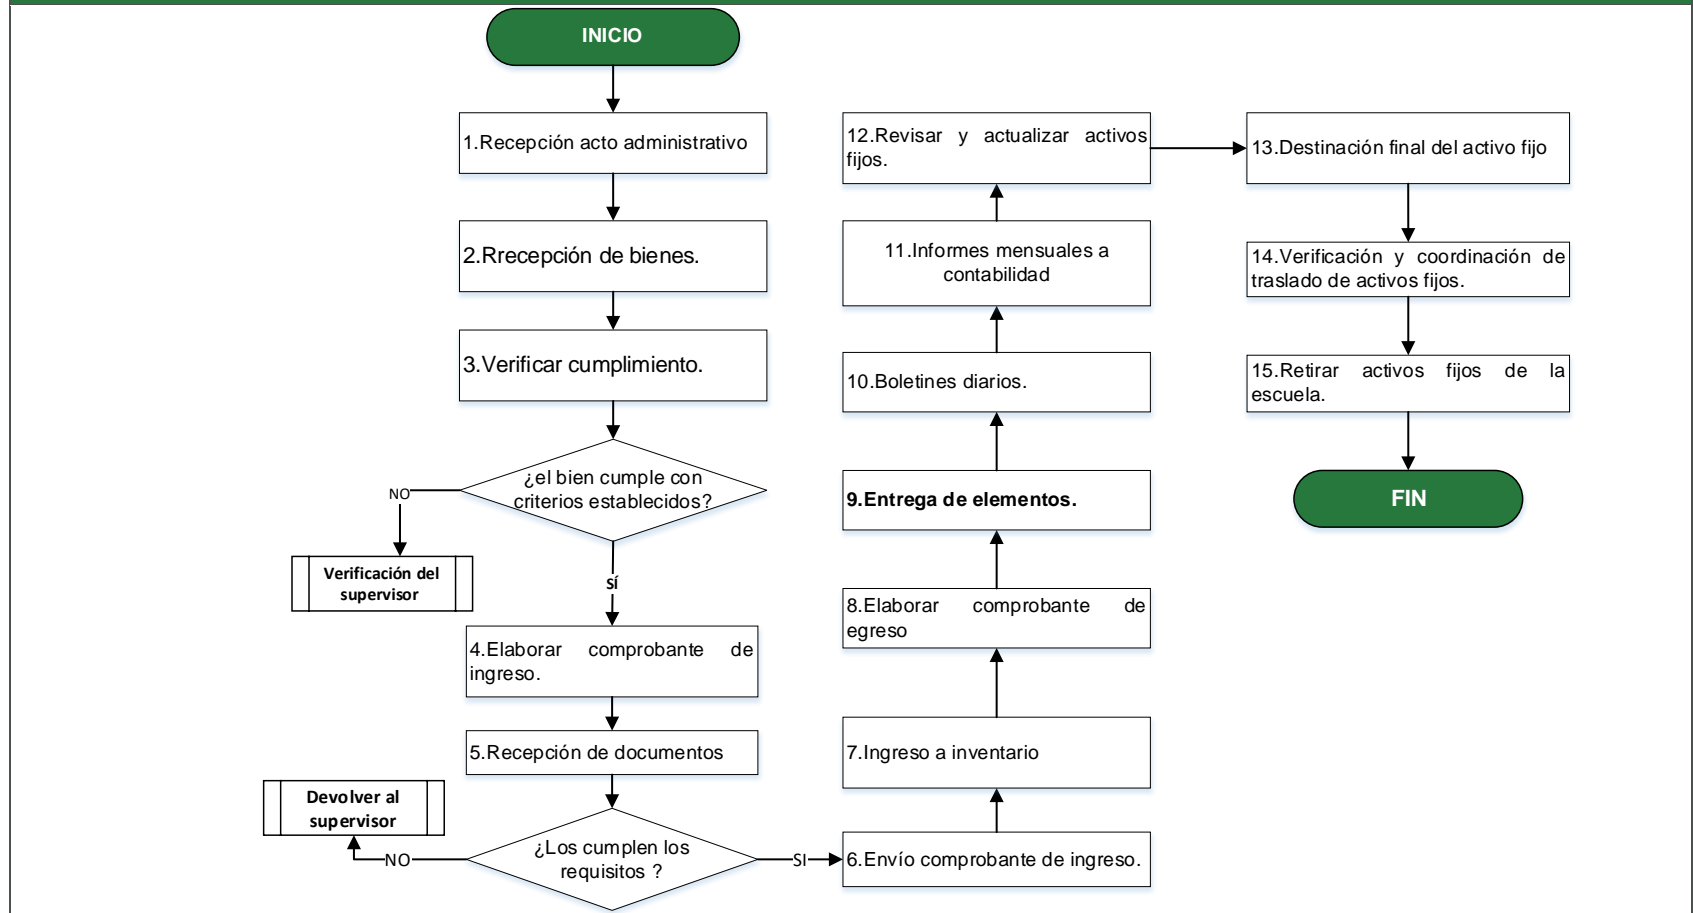 INICIO
1.Recepción acto administrativo
2.Rrecepción de bienes.
3.Verificar cumplimiento.
¿el bien cumple con
criterios establecidos?
NO
Verificación del
supervisor
SÍ
4.Elaborar comprobante de
ingreso.
5.Recepción de documentos
¿Los cumplen los
requisitos ?
NO
Devolver al
supervisor
SI
6.Envío comprobante de ingreso.
7.Ingreso a inventario
8.Elaborar comprobante de
egreso
9.Entrega de elementos.
10.Boletines diarios.
11.Informes mensuales a
contabilidad
12.Revisar y actualizar activos
fijos.
13.Destinación final del activo fijo
14.Verificación y coordinación de
traslado de activos fijos.
15.Retirar activos fijos de la
escuela.
FIN